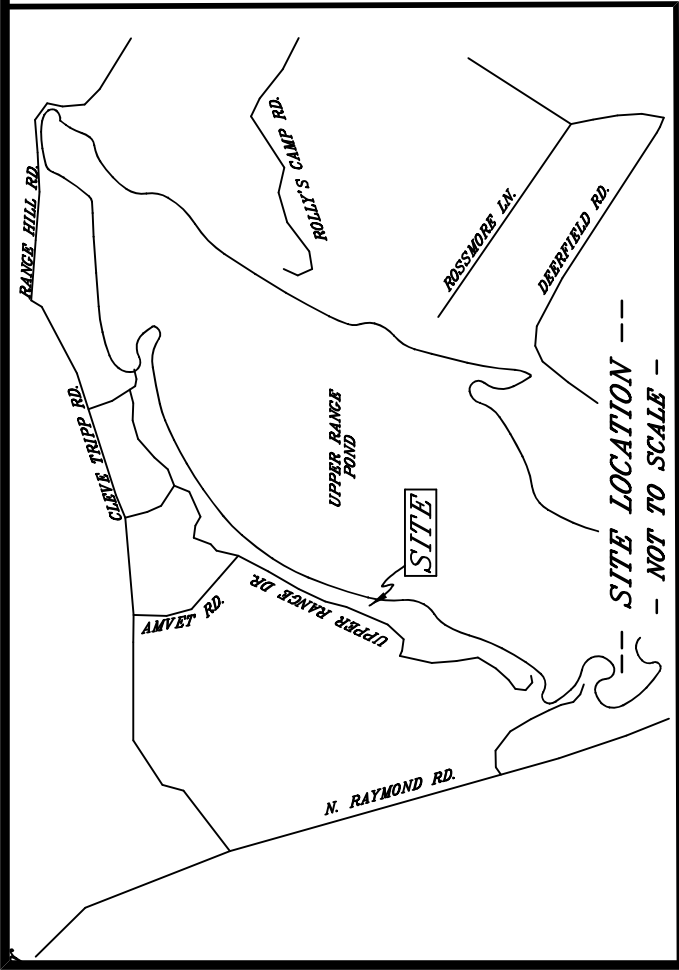 RANGE HILL RD.
ROLLY'S CAMP RD.
ROSSMORE LN.
DEERFIELD RD.
CLEVE TRIPP RD.
UPPER RANGE
POND
SITE
AMVET RD.
UPPER RANGE DR.
N. RAYMOND RD.
-- SITE LOCATION --
- NOT TO SCALE -